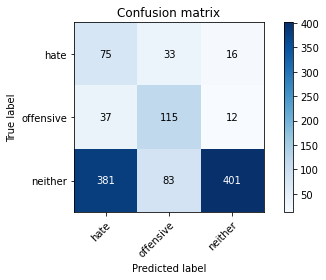 Confusion matrix
True label
hate
offensive
neither
75 33 16
37 115 12
381 83 401
hate offensive neither
Predicted label
400
350
300
250
200
150
100
50